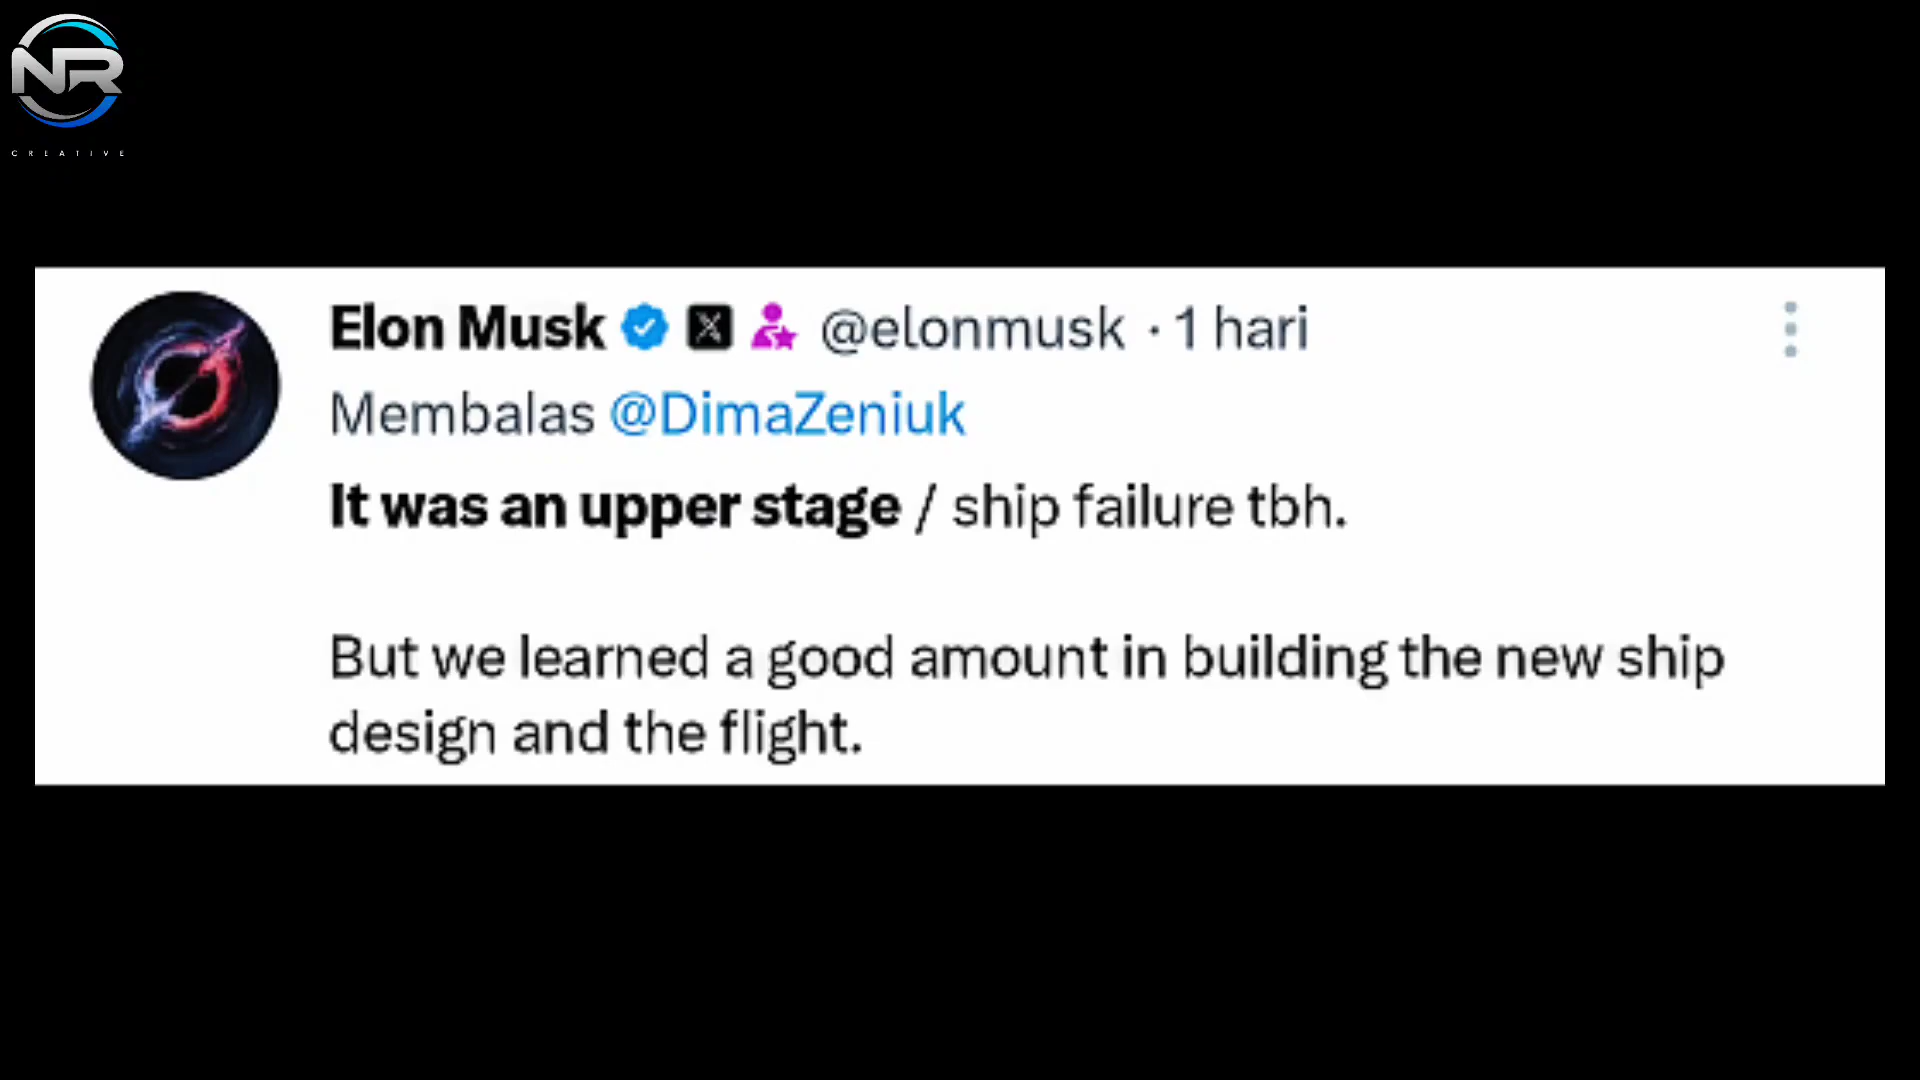 NR
CREATIVE
Elon Musk @elonmusk · 1 hari
Membalas @DimaZeniuk
It was an upper stage / ship failure tbh.
But we learned a good amount in building the new ship
design and the flight.